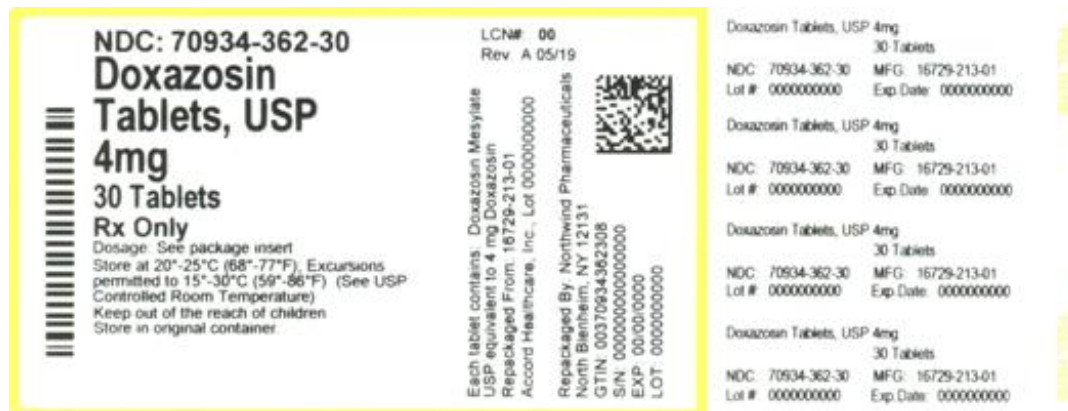 NDC: 70934-362-30
Doxazosin
Tablets, USP
4mg
30 Tablets
Rx Only
Dosage: See package insert
Store at 20°-25°C (68°-77°F), Excursions
permitted to 15°-30°C (59°-86°F) (See USP
Controlled Room Temperature)
Keep out of the reach of children
Store in original container
LCN#: 00
Rev. A 05/19
Each tablet contains: Doxazosin Mesylate
USP equivalent to 4 mg Doxazosin
Repackaged From: 16729-213-01
Accord Healthcare, Inc., Lot 0000000000
Repackaged By: Northwind Pharmaceuticals
North Blenheim, NY 12131
GTIN: 00370934362308
S/N: 00000000000000
EXP: 00/00/0000
LOT: 0000000000
Doxazosin Tablets, USP 4mg
30 Tablets
NDC: 70934-362-30 MFG: 16729-213-01
Lot #: 0000000000 Exp.Date: 0000000000
Doxazosin Tablets, USP 4mg
30 Tablets
NDC: 70934-362-30 MFG: 16729-213-01
Lot #: 0000000000 Exp.Date: 0000000000
Doxazosin Tablets, USP 4mg
30 Tablets
NDC: 70934-362-30 MFG: 16729-213-01
Lot #: 0000000000 Exp.Date: 0000000000
Doxazosin Tablets, USP 4mg
30 Tablets
NDC: 70934-362-30 MFG: 16729-213-01
Lot #: 0000000000 Exp.Date: 0000000000